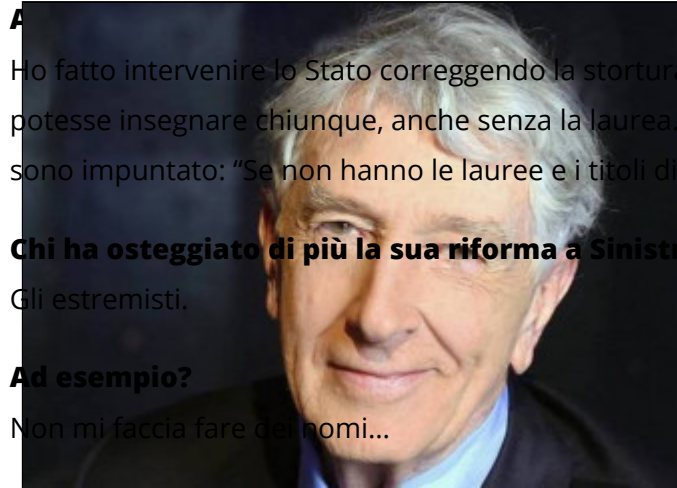 Ho fatto intervenire lo Stato correggendo la stortura
potesse insegnare chiunque, anche senza la laurea.
sono impuntato: “Se non hanno le lauree e i titoli di
Chi ha osteggiato di più la sua riforma a Sinistr
Gli estremisti.
Ad esempio?
Non mi faccia fare dei nomi...